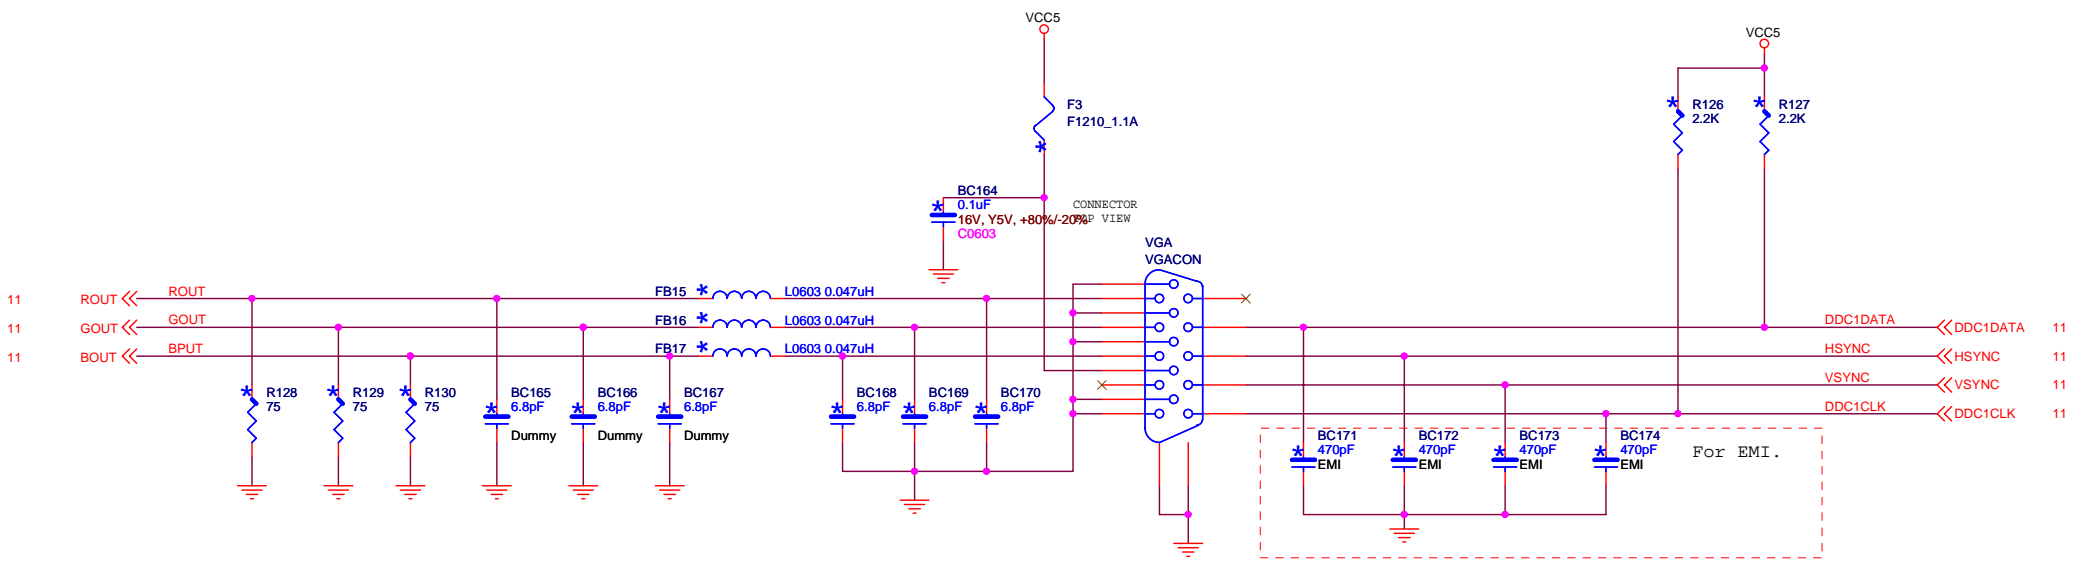 VCC5
VCC5
F3
F1210_1.1A
R126
2.2K
R127
2.2K
BC164
0.1uF
16V, Y5V, +80%/-20%
C0603
CONNECTOR
VIEW
VGA
VGACON
11 ROUT ROUT FB15 L0603 0.047uH
11 GOUT GOUT FB16 L0603 0.047uH
11 BOUT BPUT FB17 L0603 0.047uH
DDC1DATA DDC1DATA 11
HSYNC HSYNC 11
VSYNC VSYNC 11
DDC1CLK DDC1CLK 11
R128
75
R129
75
R130
75
BC165
6.8pF
Dummy
BC166
6.8pF
Dummy
BC167
6.8pF
Dummy
BC168
6.8pF
BC169
6.8pF
BC170
6.8pF
BC171
470pF
EMI
BC172
470pF
EMI
BC173
470pF
EMI
BC174
470pF
EMI
For EMI.